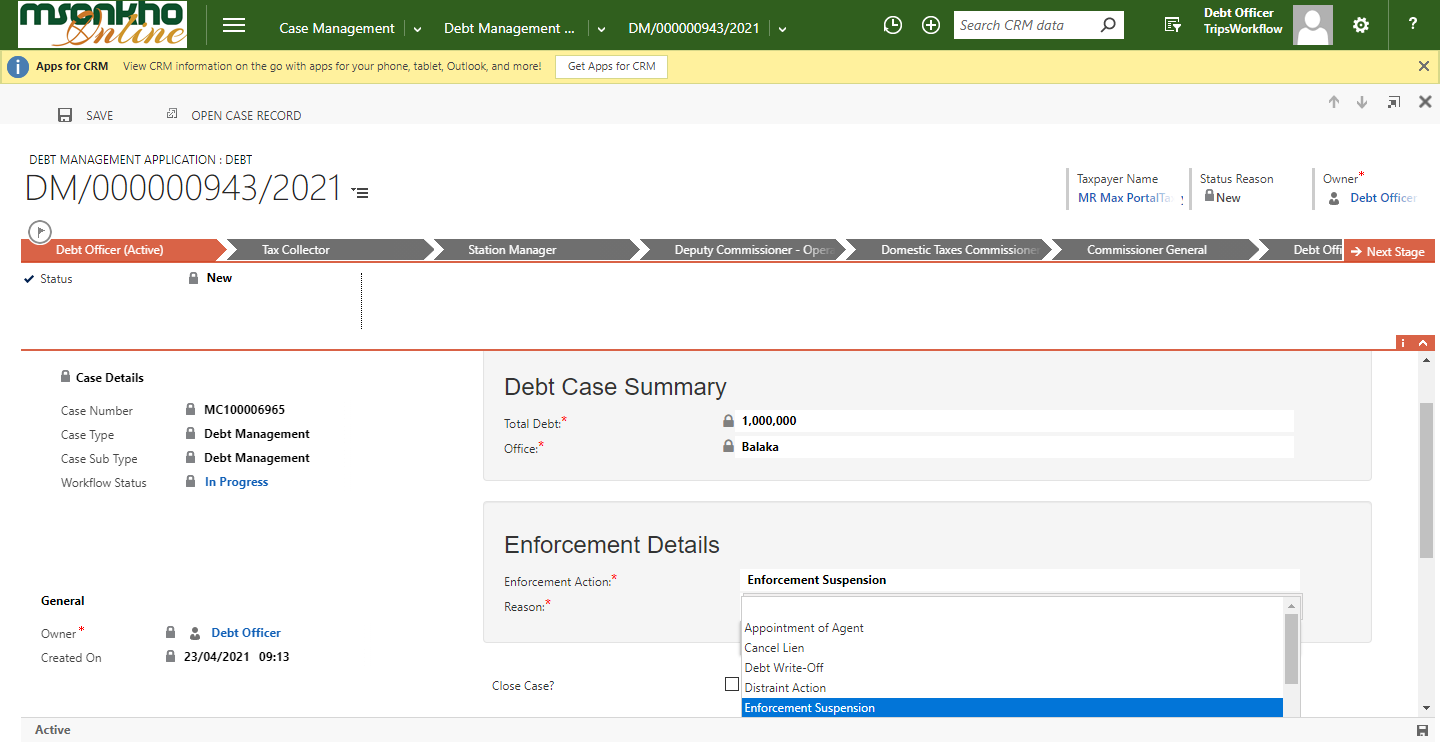 msonkho
Online
Case Management
Debt Management ...
DM/000000943/2021
Search CRM data
Debt Officer
TripsWorkflow
?
Apps for CRM View CRM information on the go with apps for your phone, tablet, Outlook, and more! Get Apps for CRM
SAVE OPEN CASE RECORD
DEBT MANAGEMENT APPLICATION : DEBT
DM/000000943/2021
Taxpayer Name
MR Max PortalTa
Status Reason
New
Owner*
Debt Officer
Debt Officer (Active) Tax Collector Station Manager Deputy Commissioner - Oper Domestic Taxes Commissione Commissioner General Debt Offi Next Stage
Status New
Case Details
Case Number MC100006965
Case Type Debt Management
Case Sub Type Debt Management
Workflow Status In Progress
General
Owner* Debt Officer
Created On 23/04/2021 09:13
Debt Case Summary
Total Debt:* 1,000,000
Office:* Balaka
Enforcement Details
Enforcement Action:* Enforcement Suspension
Reason:*
Appointment of Agent
Cancel Lien
Debt Write-Off
Distraint Action
Enforcement Suspension
Close Case?
Active